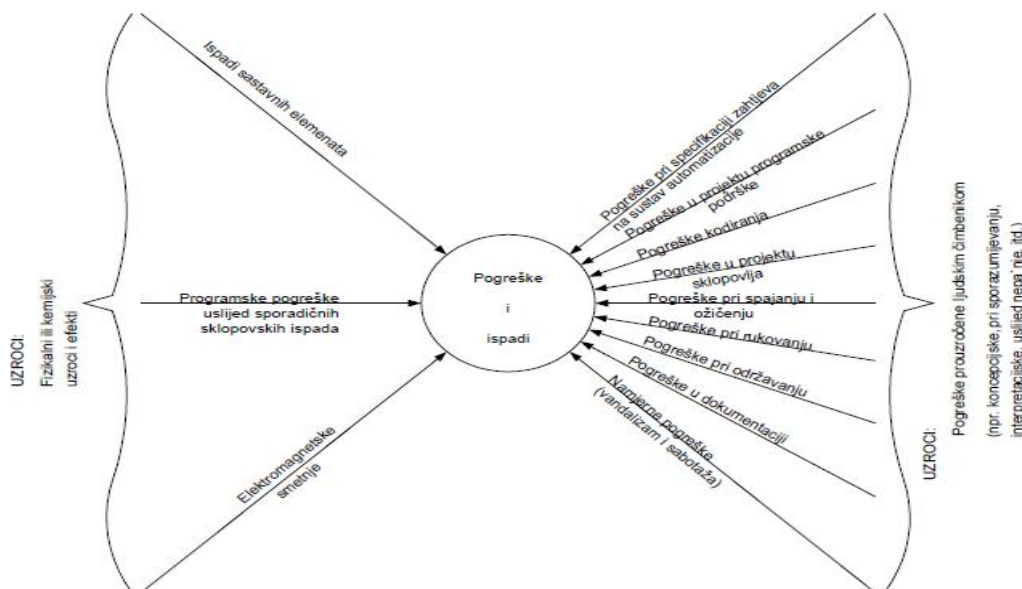 UZROCI:
Fizikalni ili kemijski
uzroci i efekti
Ispadi sastavnih elemenata
Programske pogreške
uslijed sporadičnih
sklopovskih ispada
Elektromagnetske
smetnje
Pogreške
i
ispadi
Pogreške pri specifikaciji zahtjeva
na sustav automatizacije
Pogreške u projektu programske
podrške
Pogreške kodiranja
Pogreške u projektu
sklopovlja
Pogreške pri spajanju i
ožičenju
Pogreške pri rukovanju
Pogreške pri održavanju
Pogreške u dokumentaciji
Namjerne pogreške
(vandalizam i sabotaža)
UZROCI:
Pogreške prouzročene ljudskim čimbenikom
(npr. koncepcijske, pri sporazumijevanju,
interpretacijske, uslijed itd.)